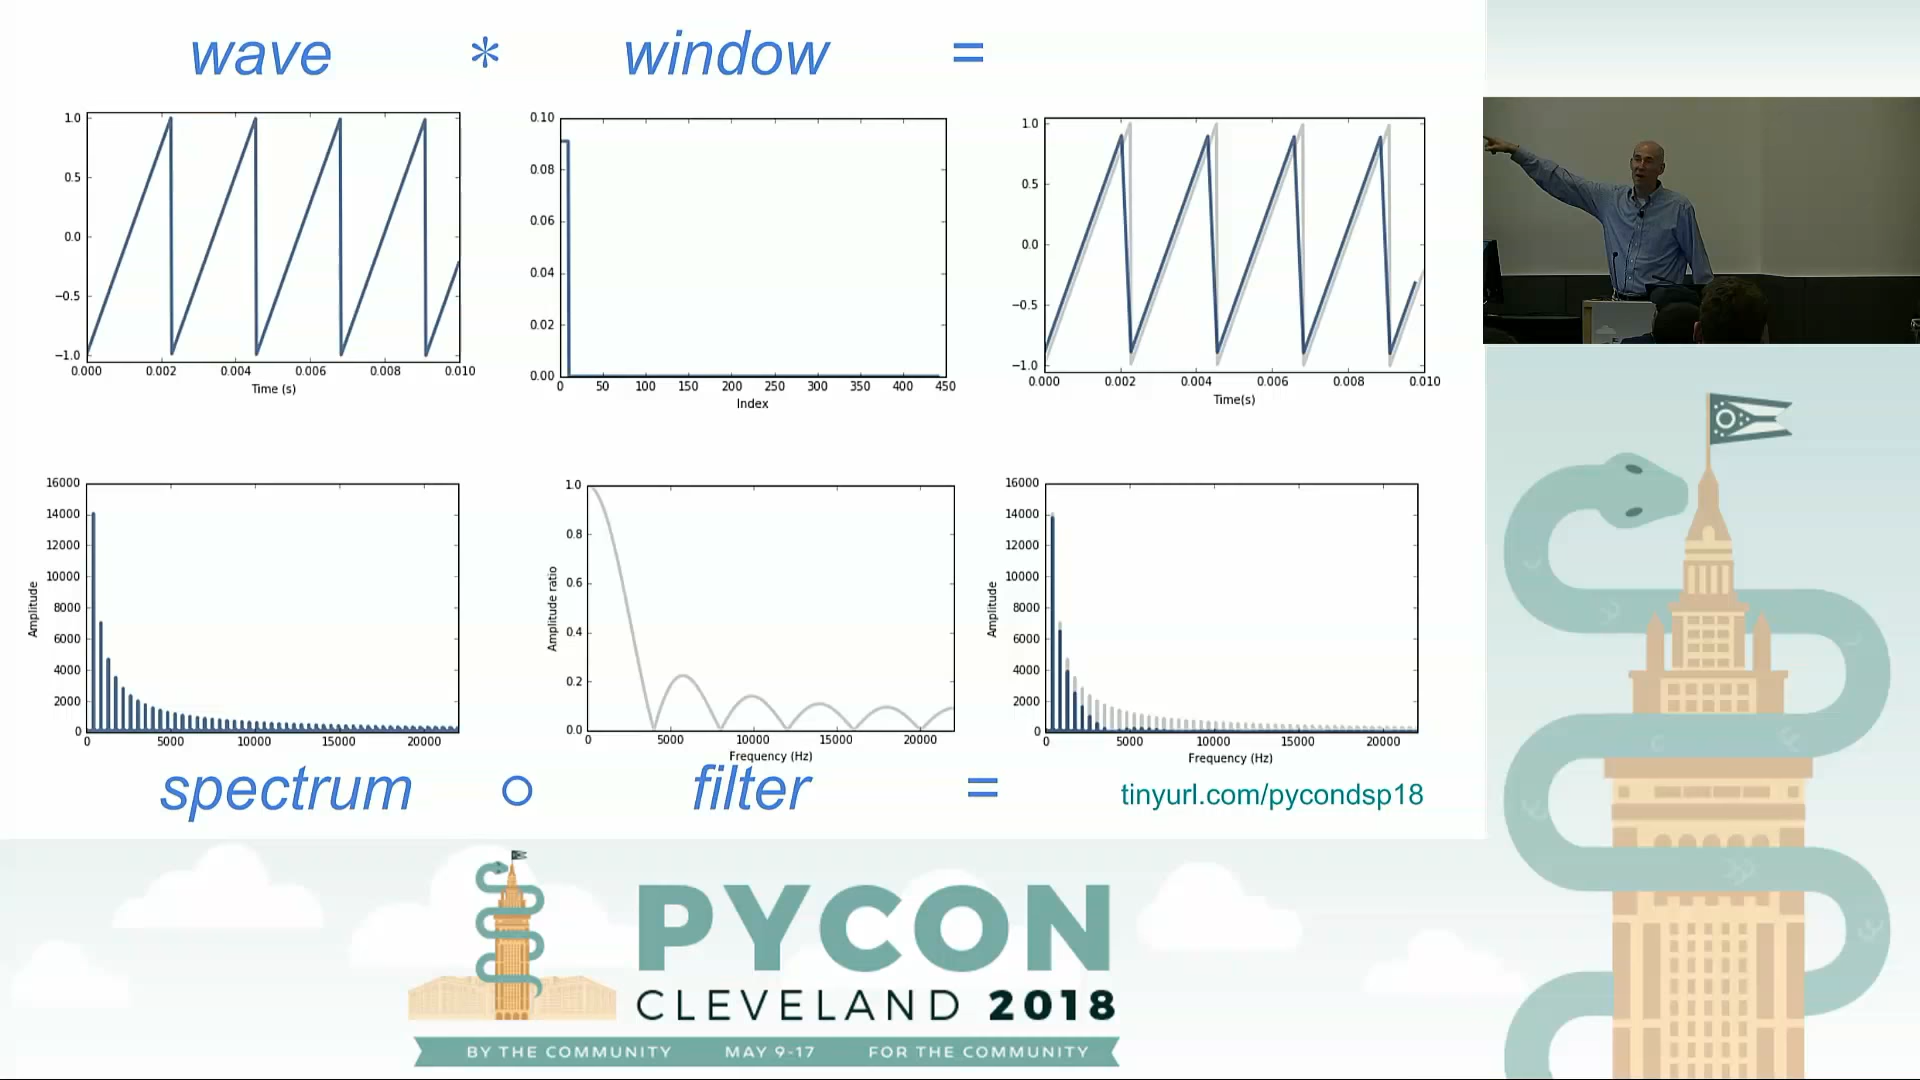 wave * window =
1.0
0.5
0.0
−0.5
−1.0
0.000 0.002 0.004 0.006 0.008 0.010
Time (s)
0.10
0.08
0.06
0.04
0.02
0.00
0 50 100 150 200 250 300 350 400 450
Index
1.0
0.5
0.0
−0.5
−1.0
0.000 0.002 0.004 0.006 0.008 0.010
Time(s)
16000
14000
12000
10000
8000
6000
4000
2000
0
Amplitude
0 5000 10000 15000 20000
1.0
0.8
0.6
0.4
0.2
0.0
Amplitude ratio
0 5000 10000 15000 20000
Frequency (Hz)
16000
14000
12000
10000
8000
6000
4000
2000
0
Amplitude
0 5000 10000 15000 20000
Frequency (Hz)
spectrum ○ filter =
tinyurl.com/pycondsp18
PYCON
CLEVELAND 2018
BY THE COMMUNITY MAY 9-17 FOR THE COMMUNITY